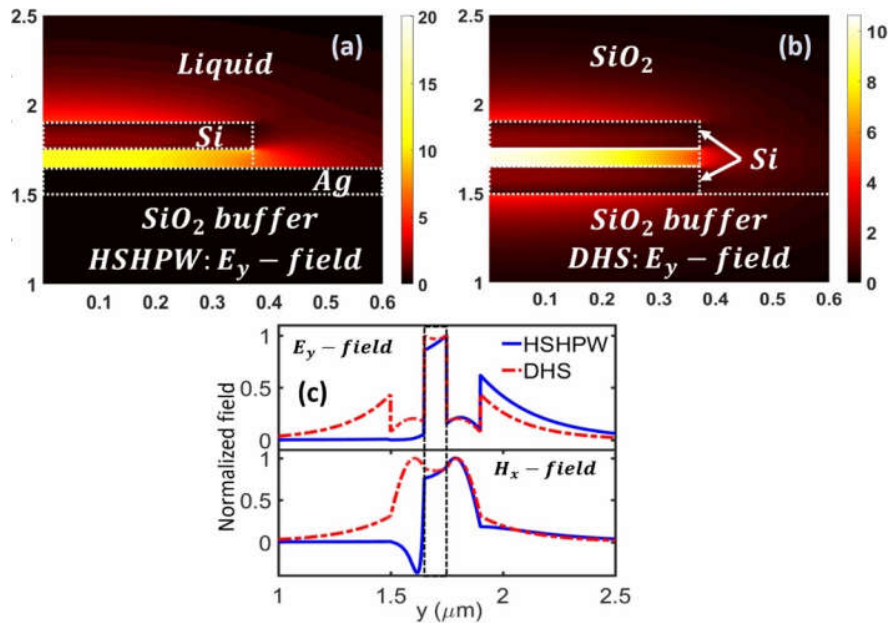 2.5
2
1.5
1
(a)
Liquid
Si
Ag
SiO₂ buffer
HSHPW: E_y − field
0.1 0.2 0.3 0.4 0.5 0.6
20
15
10
5
0
2.5
2
1.5
1
(b)
SiO₂
Si
SiO₂ buffer
DHS: E_y − field
0.1 0.2 0.3 0.4 0.5 0.6
10
8
6
4
2
0
Normalized field
1
0.5
0
E_y − field
(c)
HSHPW
DHS
1
0.5
0
H_x − field
1 1.5 2 2.5
y (μm)